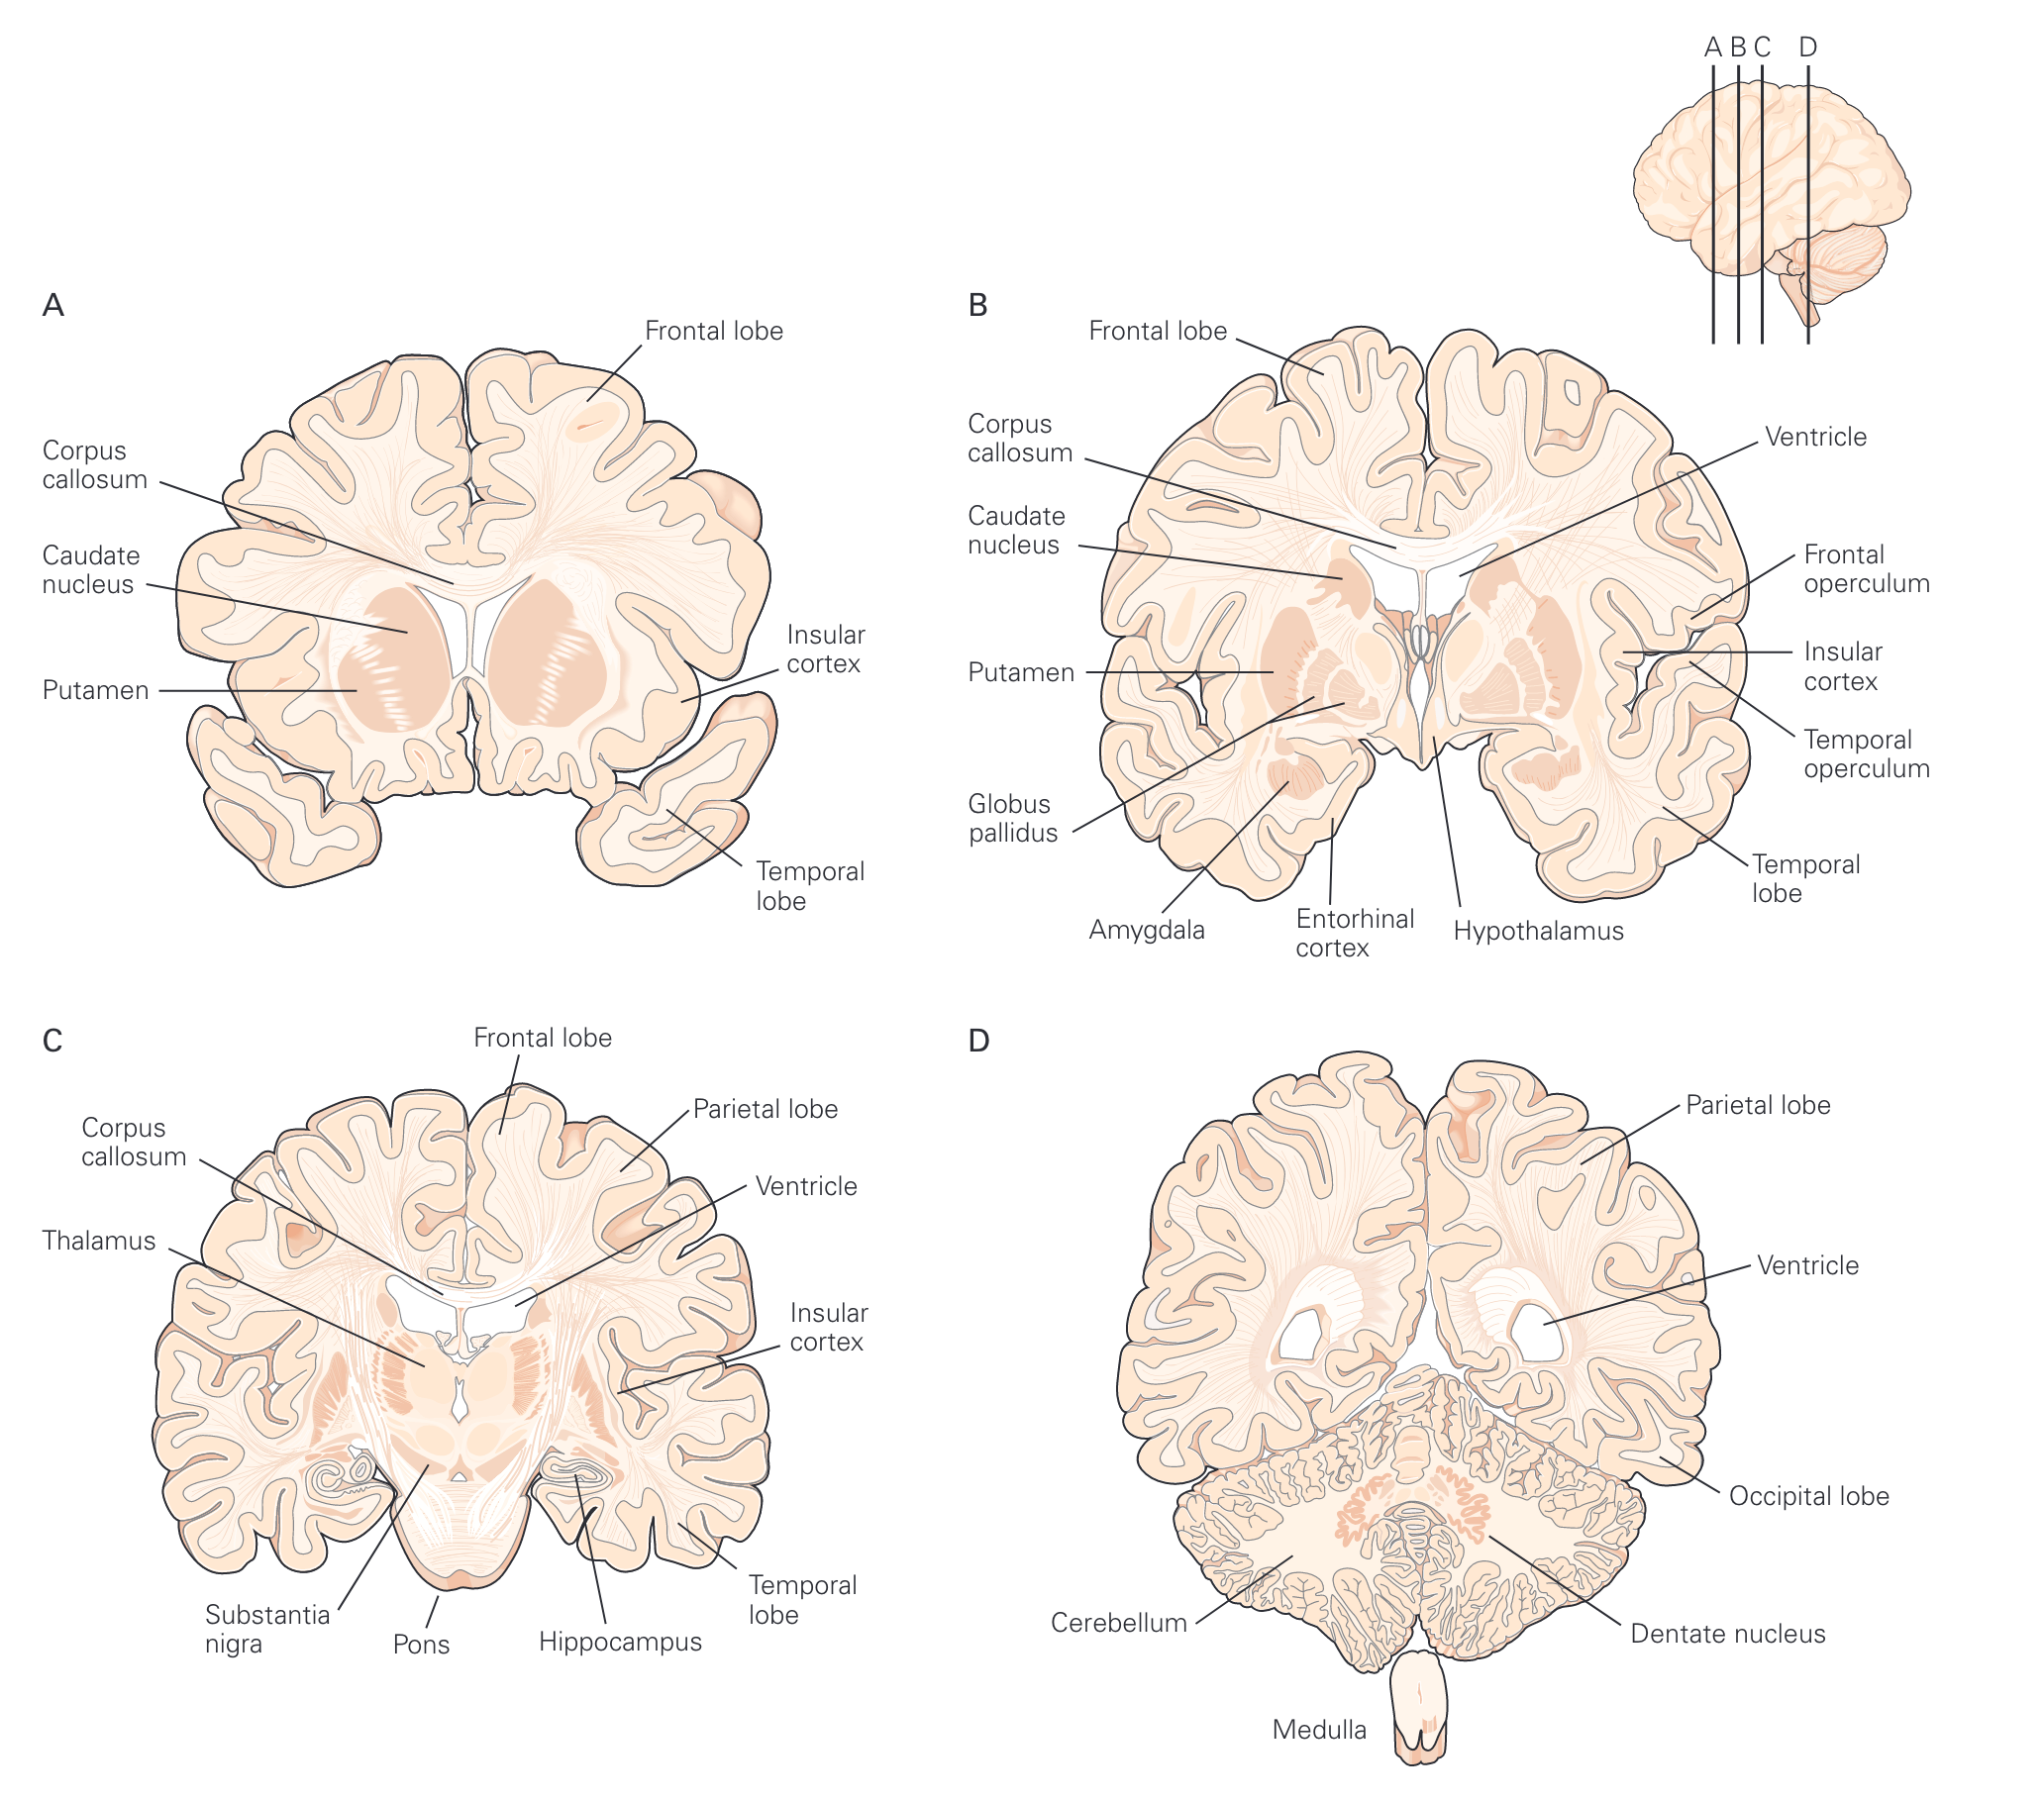 A B C D
A
Frontal lobe
Corpus
callosum
Caudate
nucleus
Putamen
Insular
cortex
Temporal
lobe
B
Frontal lobe
Corpus
callosum
Caudate
nucleus
Putamen
Globus
pallidus
Amygdala
Entorhinal
cortex
Hypothalamus
Ventricle
Frontal
operculum
Insular
cortex
Temporal
operculum
Temporal
lobe
C
Frontal lobe
Corpus
callosum
Thalamus
Parietal lobe
Ventricle
Insular
cortex
Substantia
nigra
Pons
Hippocampus
Temporal
lobe
D
Parietal lobe
Ventricle
Occipital lobe
Cerebellum
Dentate nucleus
Medulla